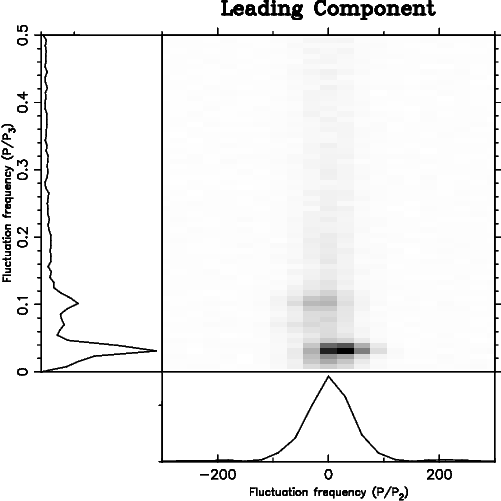 Leading Component
0.5
0.4
0.3
0.2
0.1
0
Fluctuation frequency (P/P₃)
−200 0 200
Fluctuation frequency (P/P₂)